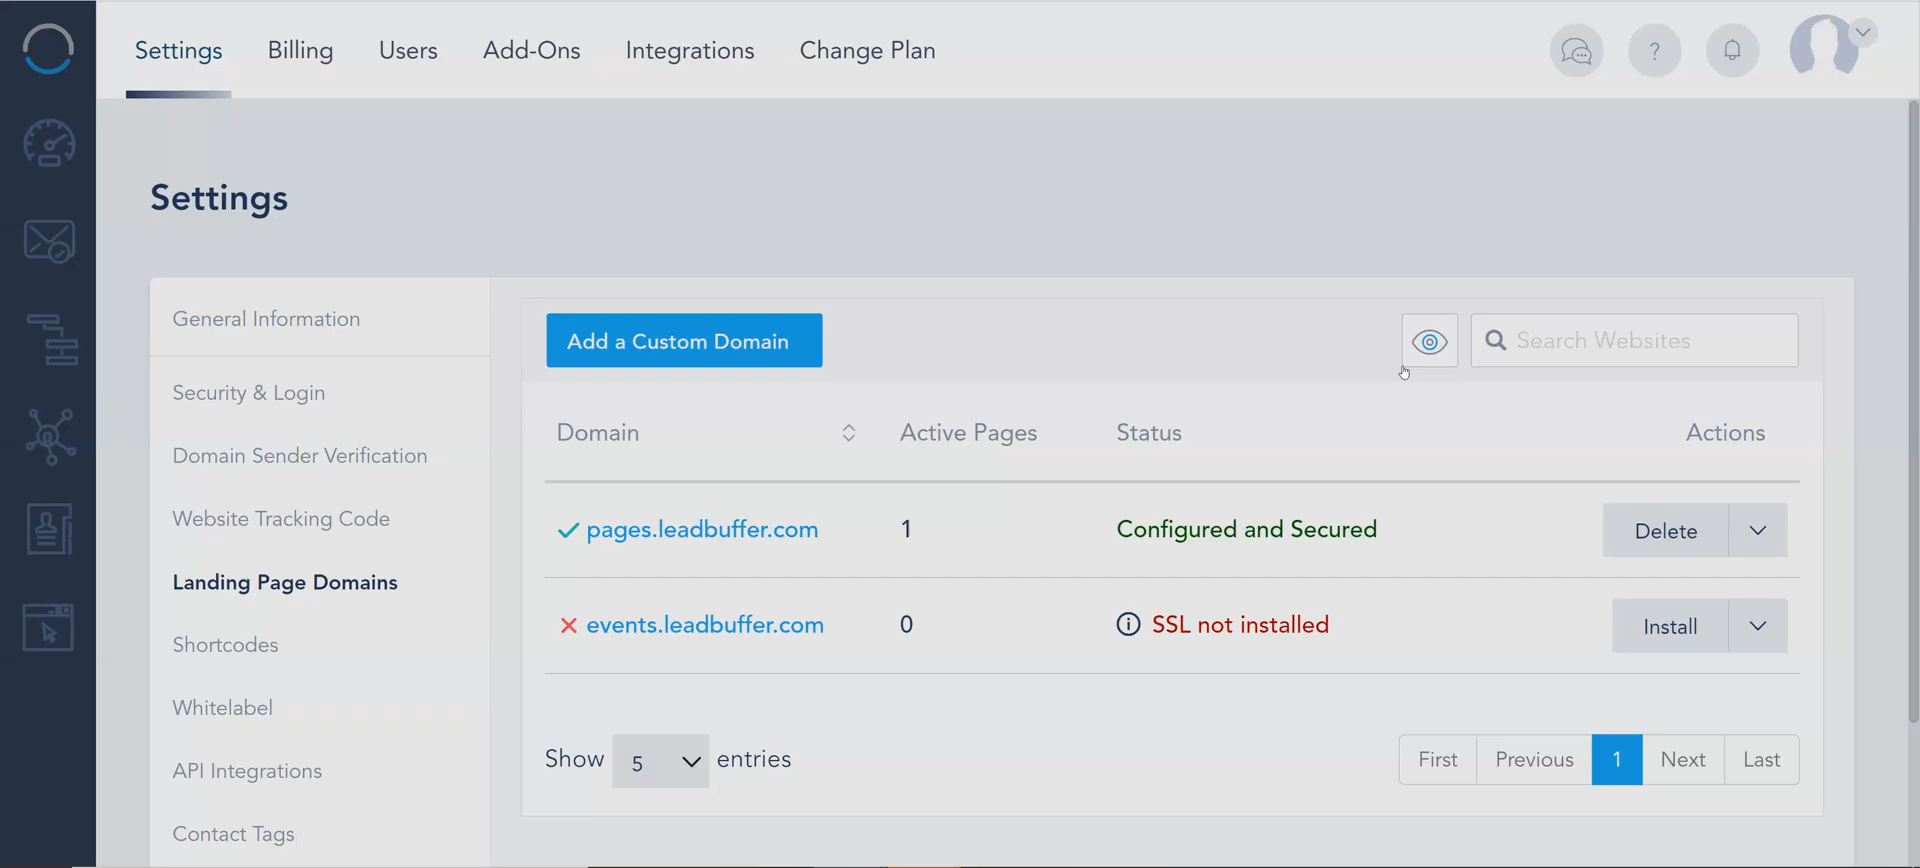 Settings Billing Users Add-Ons Integrations Change Plan ?
Settings
General Information
Security & Login
Domain Sender Verification
Website Tracking Code
Landing Page Domains
Shortcodes
Whitelabel
API Integrations
Contact Tags
Add a Custom Domain Search Websites
Domain Active Pages Status Actions
pages.leadbuffer.com 1 Configured and Secured Delete
events.leadbuffer.com 0 SSL not installed Install
Show 5 entries First Previous 1 Next Last